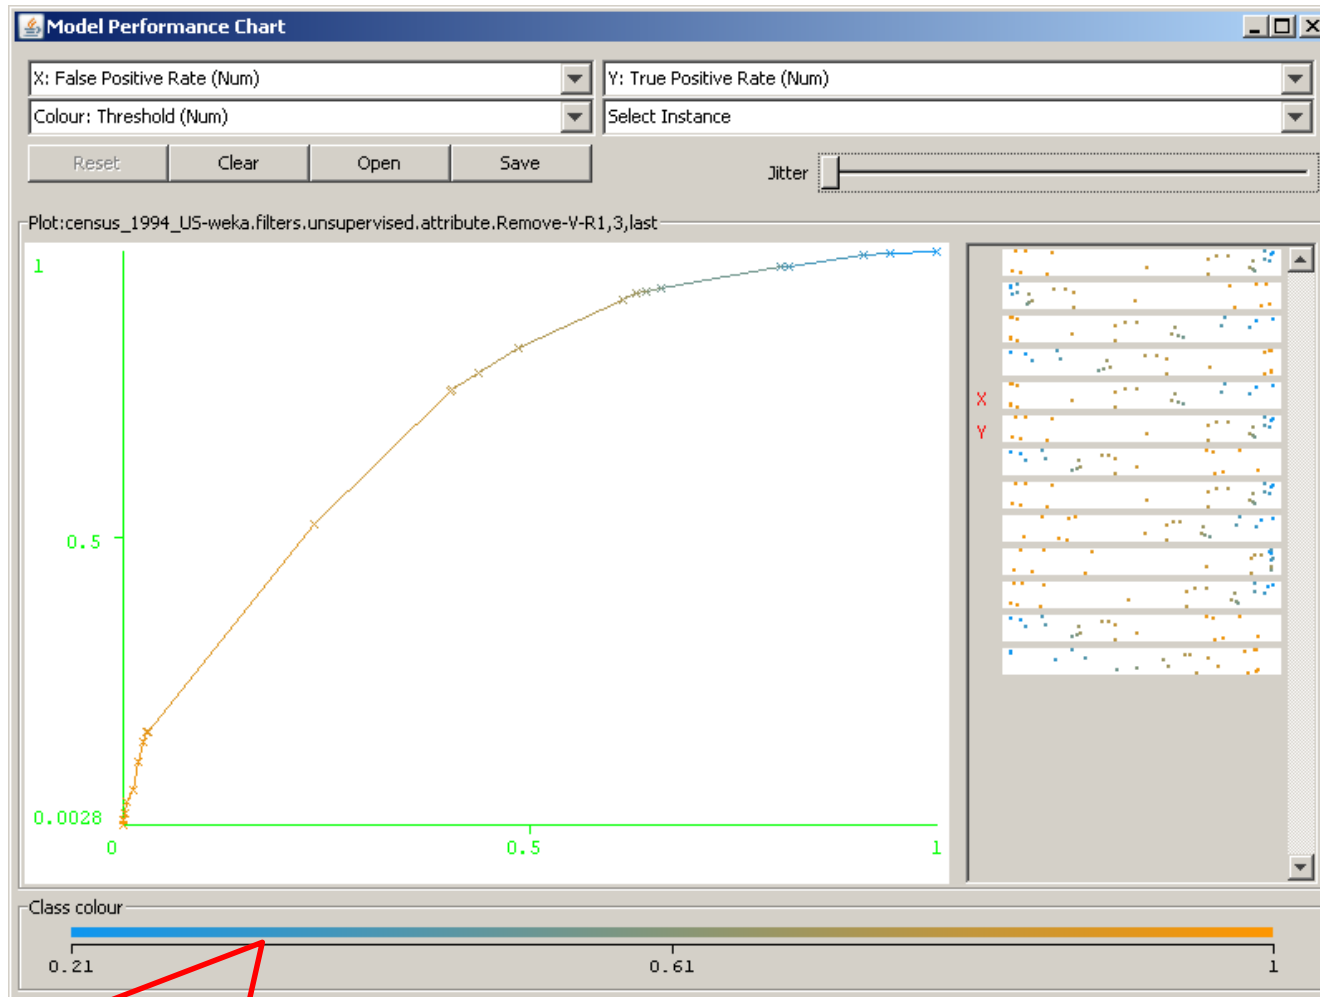 Model Performance Chart
X: False Positive Rate (Num)
Y: True Positive Rate (Num)
Colour: Threshold (Num)
Select Instance
Reset
Clear
Open
Save
Jitter
Plot:census_1994_US-weka.filters.unsupervised.attribute.Remove-V-R1,3,last
1
0.5
0.0028
0
0.5
1
X
Y
Class colour
0.21
0.61
1